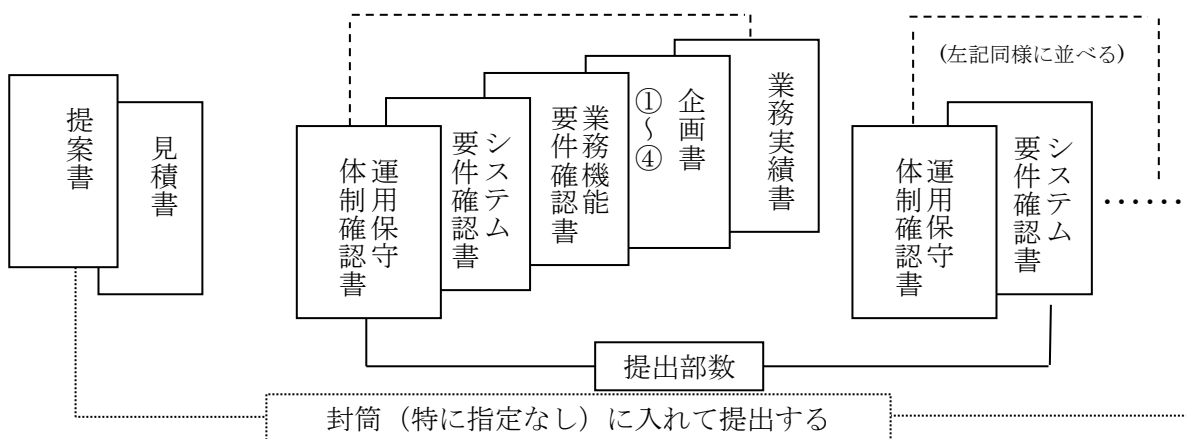 提案書
見積書
運用保守
体制確認書
システム
要件確認書
業務機能
要件確認書
企画書
①～④
業務実績書
(左記同様に並べる)
運用保守
体制確認書
システム
要件確認書
……
提出部数
封筒（特に指定なし）に入れて提出する